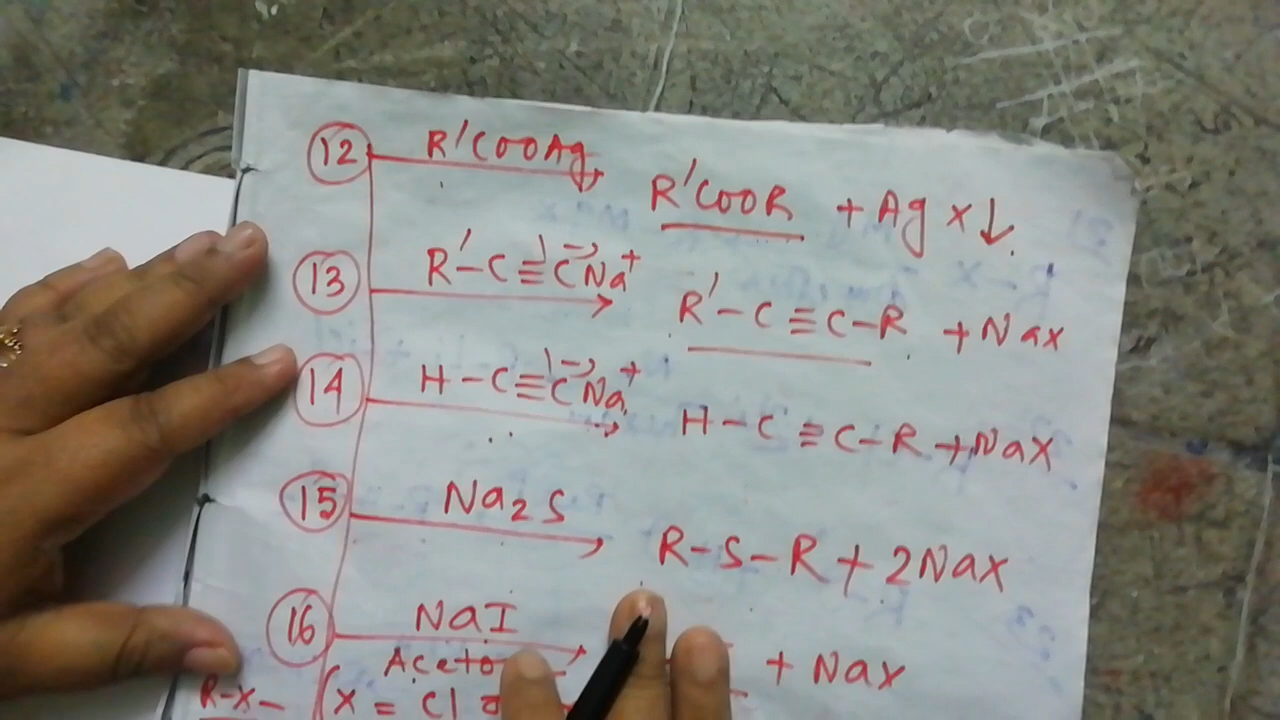 12 R'COOAg R'COOR + AgX↓
13 R'-C≡C⁻Na⁺ R'-C≡C-R + NaX
14 H-C≡C⁻Na⁺ H-C≡C-R + NaX
15 Na₂S R-S-R + 2NaX
16 NaI + NaX
Aceto
R-X- (X = Cl